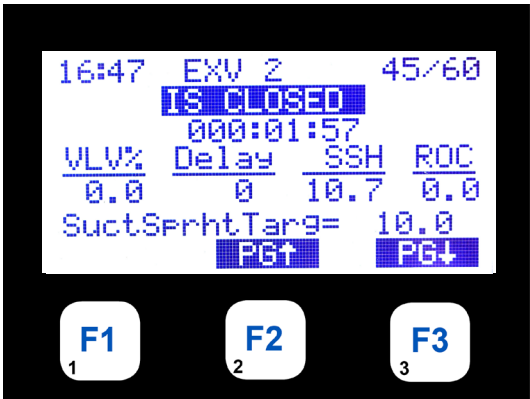 16:47 EXV 2 45/60
IS CLOSED
000:01:57
VLV% Delay SSH ROC
0.0 0 10.7 0.0
SuctSprhtTarg= 10.0
PG↑ PG↓
F1 F2 F3
1 2 3